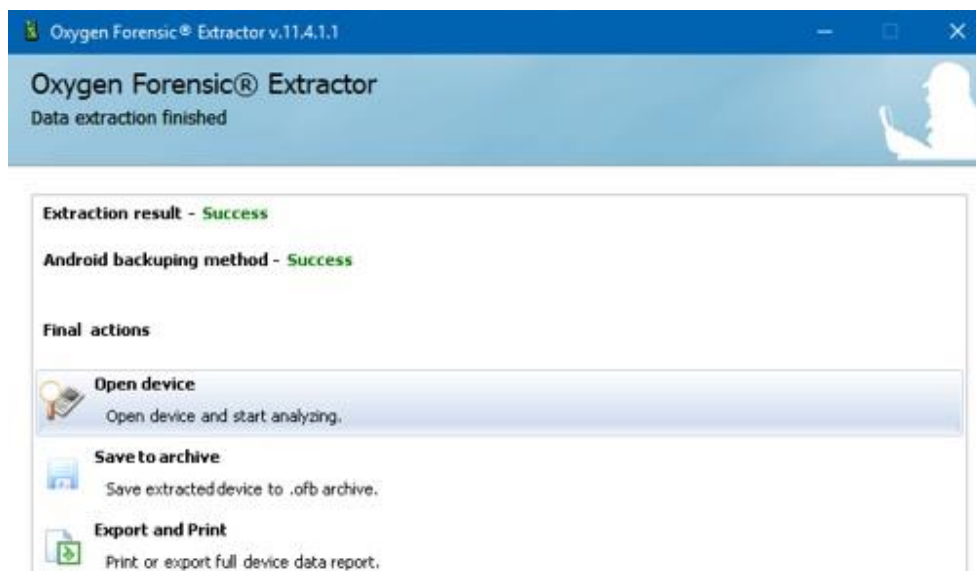 Oxygen Forensic® Extractor v.11.4.1.1
Oxygen Forensic® Extractor
Data extraction finished
Extraction result - Success
Android backuping method - Success
Final actions
Open device
Open device and start analyzing.
Save to archive
Save extracted device to .ofb archive.
Export and Print
Print or export full device data report.